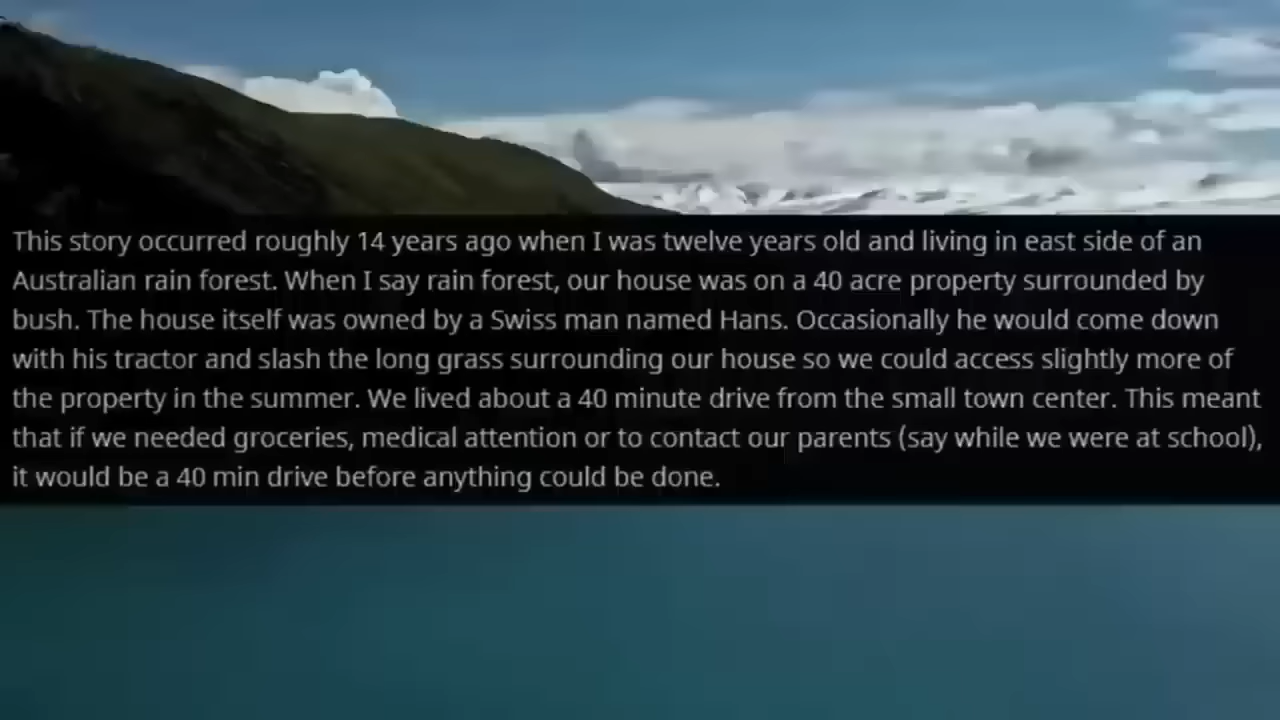 This story occurred roughly 14 years ago when I was twelve years old and living in east side of an
Australian rain forest. When I say rain forest, our house was on a 40 acre property surrounded by
bush. The house itself was owned by a Swiss man named Hans. Occasionally he would come down
with his tractor and slash the long grass surrounding our house so we could access slightly more of
the property in the summer. We lived about a 40 minute drive from the small town center. This meant
that if we needed groceries, medical attention or to contact our parents (say while we were at school),
it would be a 40 min drive before anything could be done.